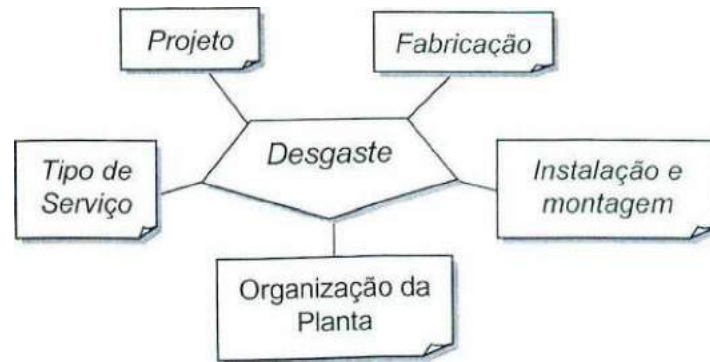 Projeto
Fabricação
Desgaste
Tipo de
Serviço
Instalação e
montagem
Organização da
Planta